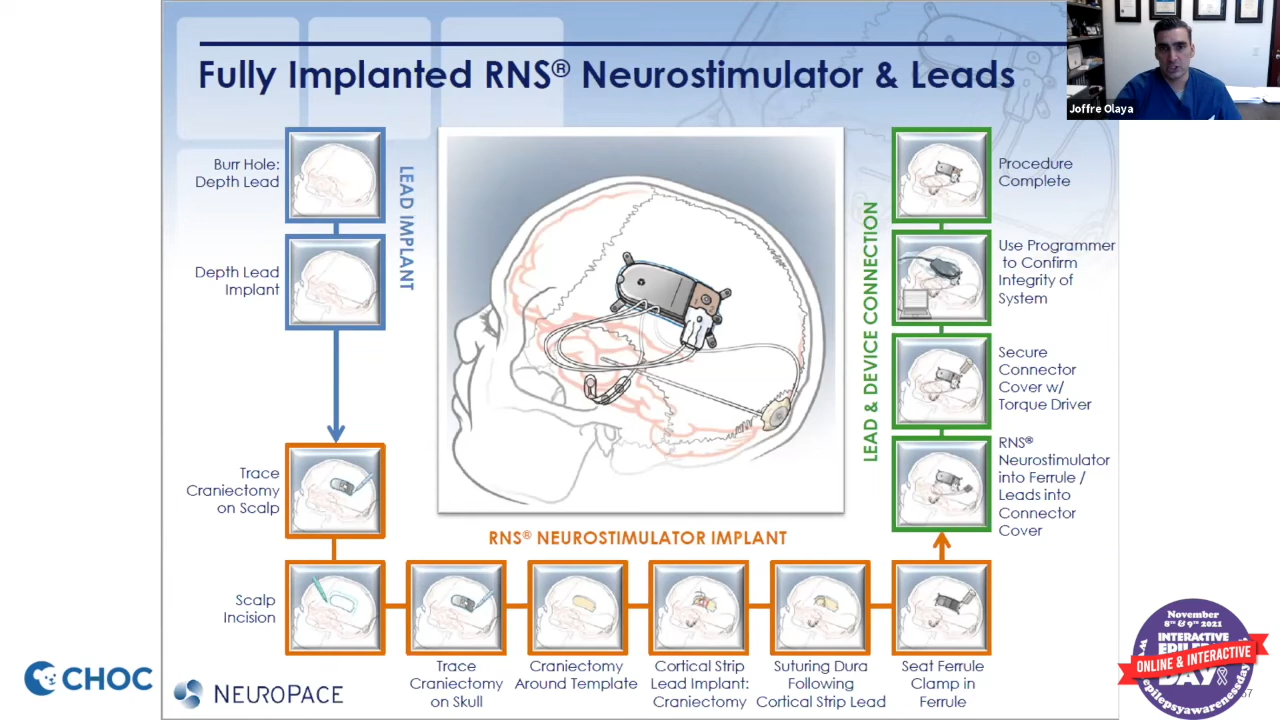 Fully Implanted RNS® Neurostimulator & Leads
Joffre Olaya
Burr Hole:
Depth Lead
Depth Lead
Implant
LEAD IMPLANT
Trace
Craniectomy
on Scalp
Scalp
Incision
RNS® NEUROSTIMULATOR IMPLANT
Trace
Craniectomy
on Skull
Craniectomy
Around Template
Cortical Strip
Lead Implant:
Craniectomy
Suturing Dura
Following
Cortical Strip Lead
Seat Ferrule
Clamp in
Ferrule
LEAD & DEVICE CONNECTION
Procedure
Complete
Use Programmer
to Confirm
Integrity of
System
Secure
Connector
Cover w/
Torque Driver
RNS®
Neurostimulator
into Ferrule /
Leads into
Connector
Cover
CHOC
NEUROPACE
November
8TH & 9TH 2021
INTERACTIVE
ONLINE & INTERACTIVE
DAY
epilepsyawarenessday